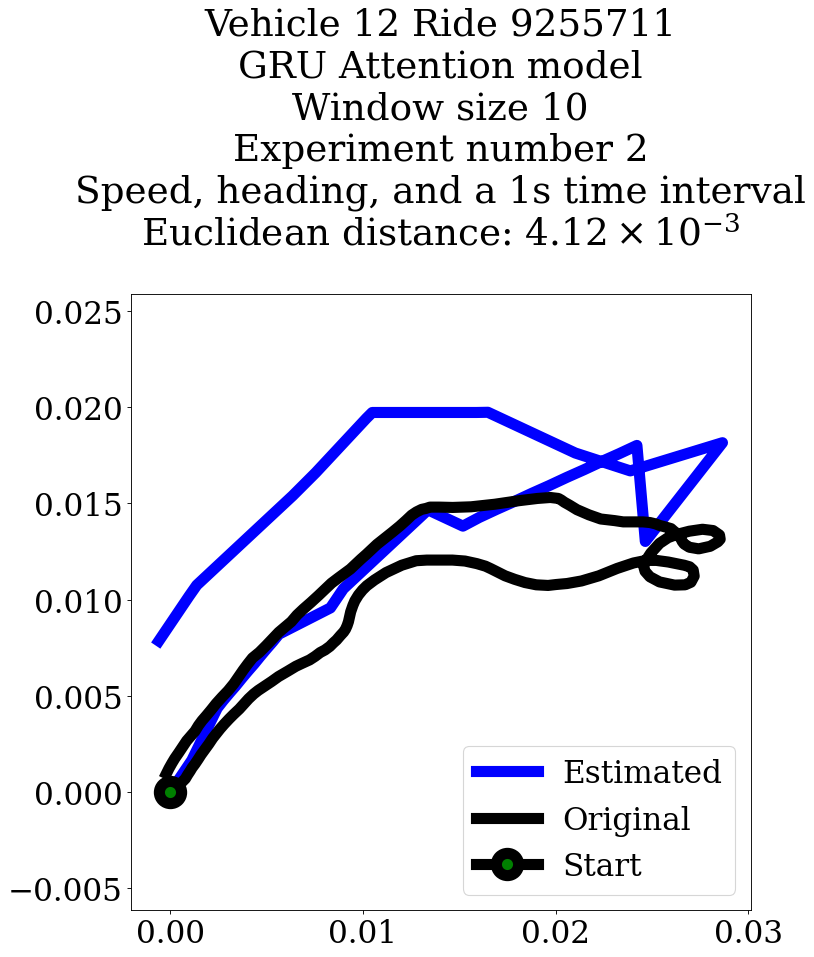 Vehicle 12 Ride 9255711
GRU Attention model
Window size 10
Experiment number 2
Speed, heading, and a 1s time interval
Euclidean distance: 4.12 × 10⁻³
0.025
0.020
0.015
0.010
0.005
0.000
−0.005
0.00 0.01 0.02 0.03
Estimated
Original
Start